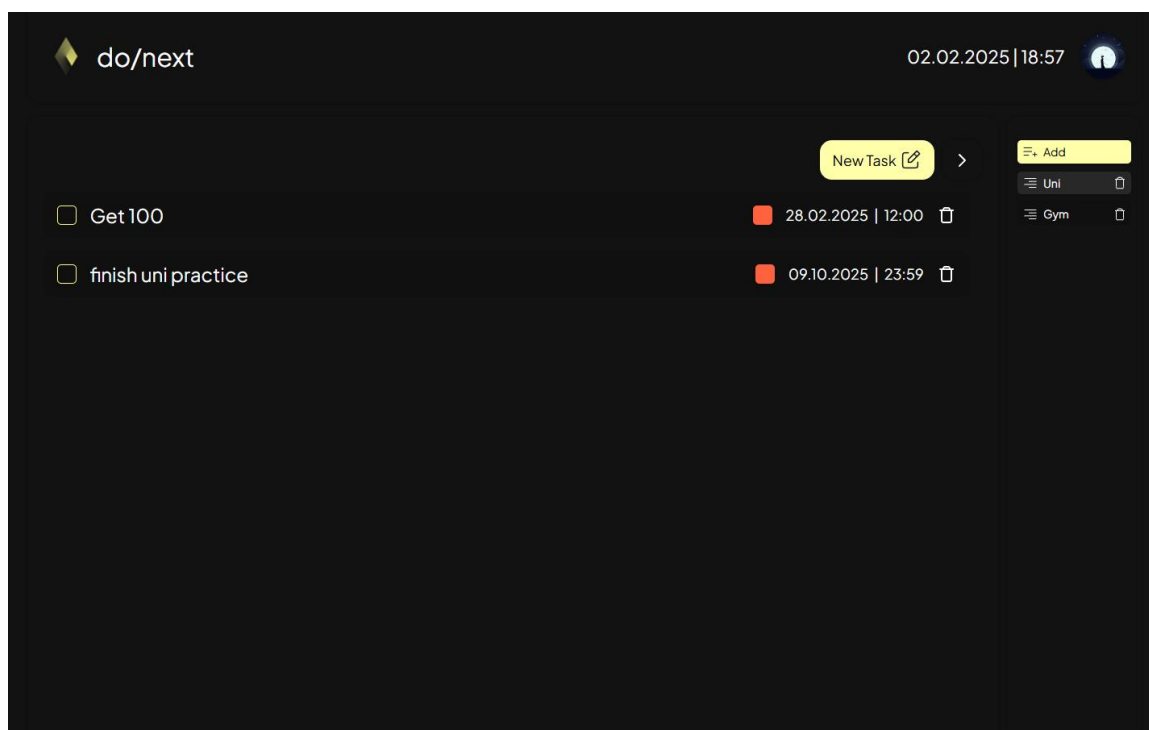 do/next
02.02.2025|18:57
New Task
Get 100
28.02.2025 | 12:00
finish uni practice
09.10.2025 | 23:59
Add
Uni
Gym